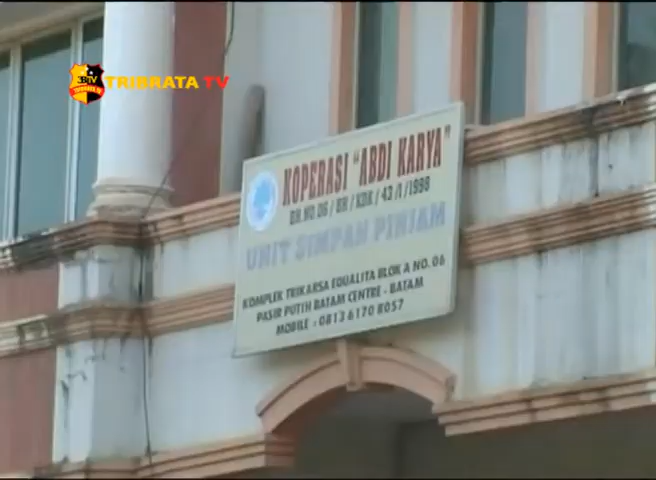 TRIBRATA TV
KOPERASI "ABDI KARYA"
BH. NO 06 / BH / KDK / 43 / I / 1998
UNIT SIMPAN PINJAM
KOMPLEK TRIKARSA EQUALITA BLOK A NO. 06
PASIR PUTIH BATAM CENTRE - BATAM
MOBILE - 0813 6170 8057